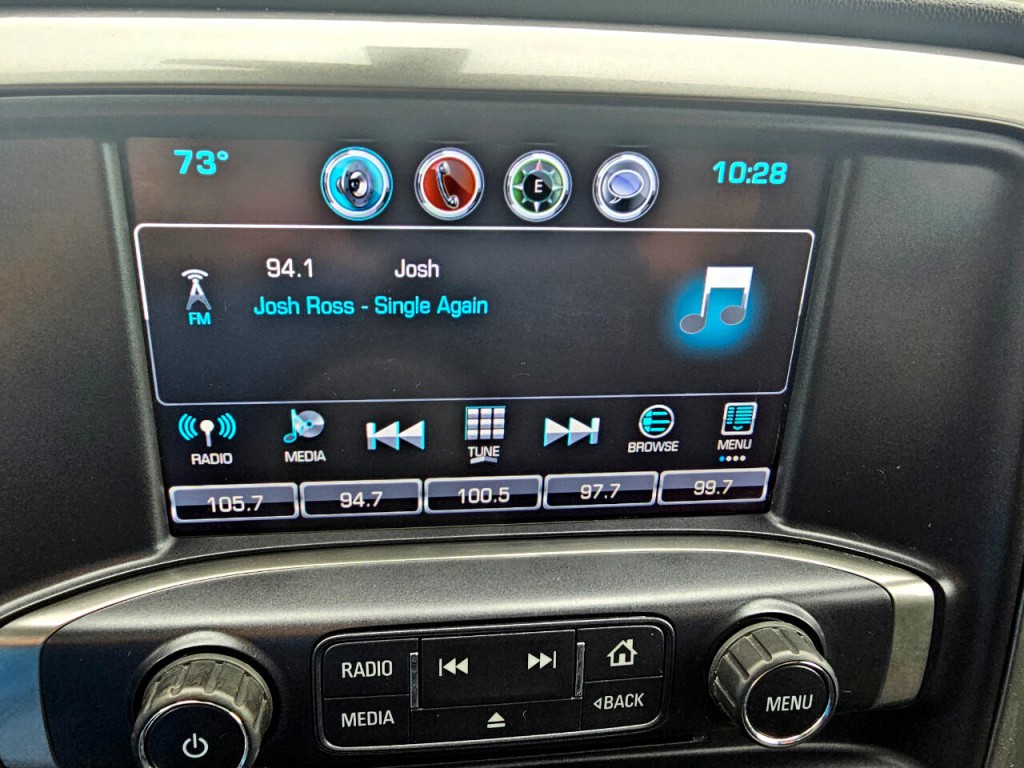 73° E 10:28
94.1 Josh
FM Josh Ross - Single Again
RADIO MEDIA TUNE BROWSE MENU
105.7 94.7 100.5 97.7 99.7
RADIO
MEDIA BACK MENU